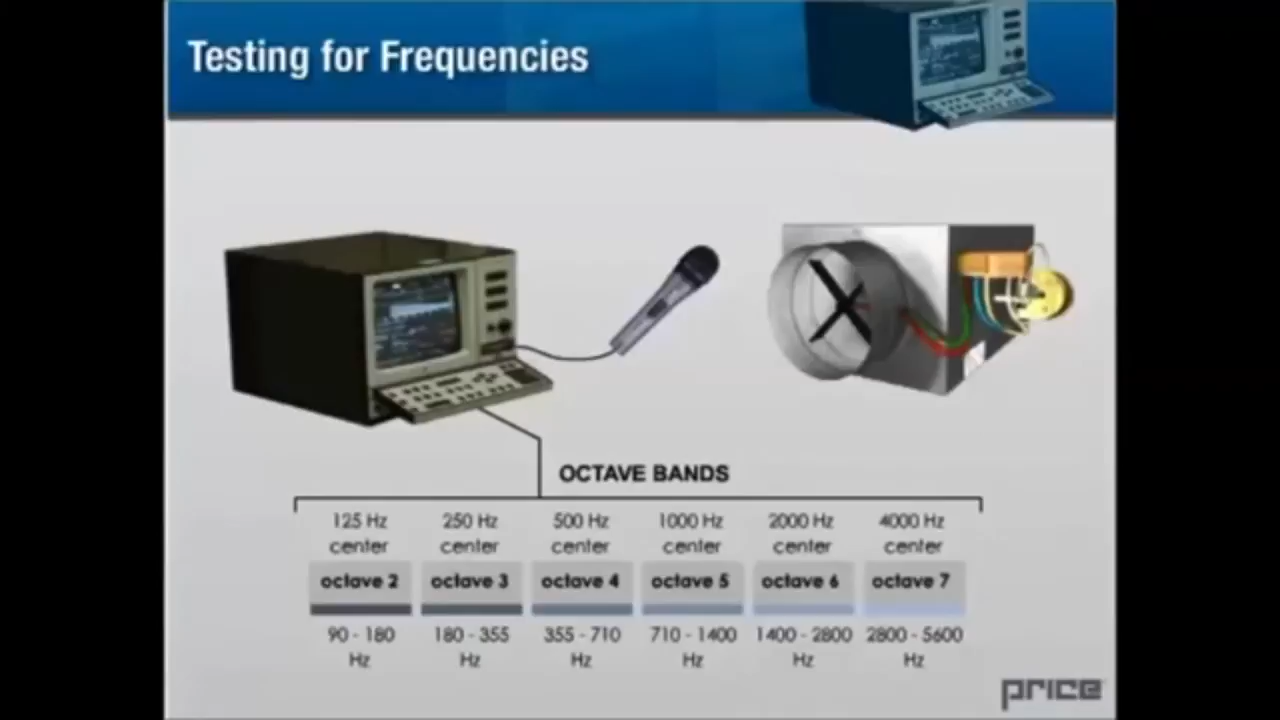 Testing for Frequencies
OCTAVE BANDS
125 Hz 250 Hz 500 Hz 1000 Hz 2000 Hz 4000 Hz
center center center center center center
octave 2 octave 3 octave 4 octave 5 octave 6 octave 7
90 - 180 180 - 355 355 - 710 710 - 1400 1400 - 2800 2800 - 5600
Hz Hz Hz Hz Hz Hz
price